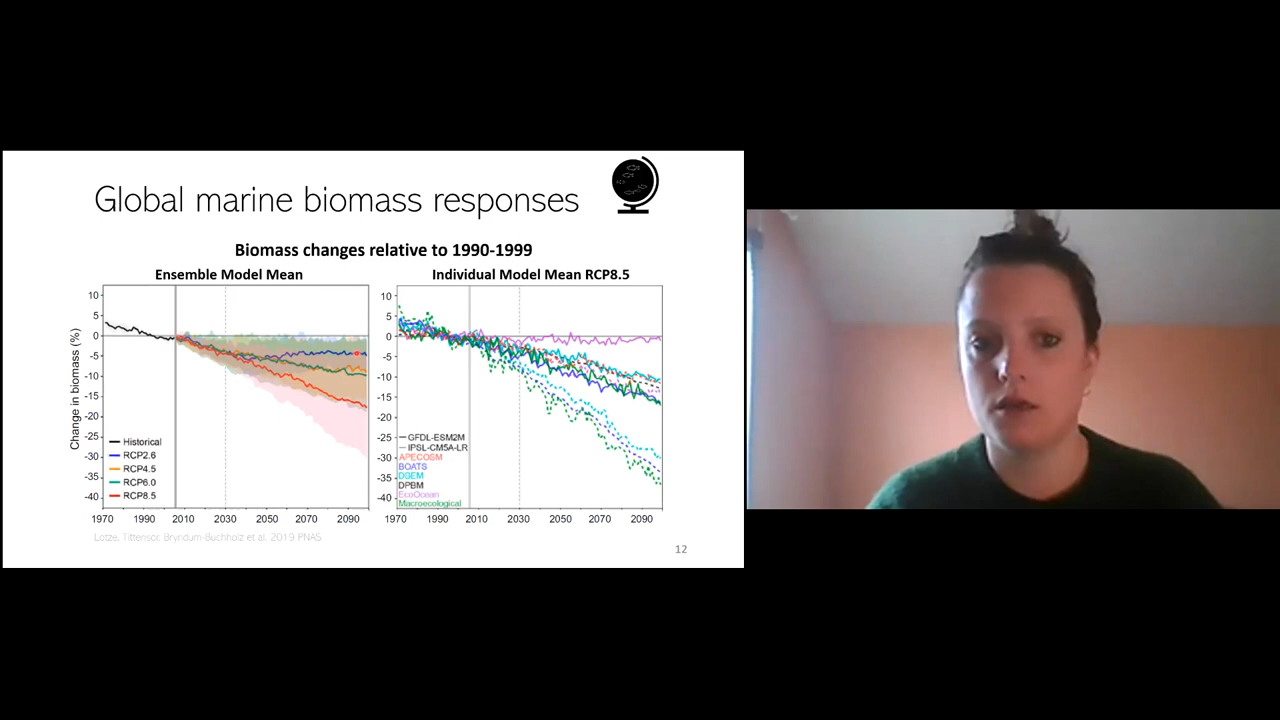 Global marine biomass responses
Biomass changes relative to 1990-1999
Ensemble Model Mean
Individual Model Mean RCP8.5
Change in biomass (%)
10
5
0
-5
-10
-15
-20
-25
-30
-35
-40
Historical
RCP2.6
RCP4.5
RCP6.0
RCP8.5
1970 1990 2010 2030 2050 2070 2090
10
5
0
-5
-10
-15
-20
-25
-30
-35
-40
GFDL-ESM2M
IPSL-CM5A-LR
APECOSM
BOATS
DBEM
DPBM
EcoOcean
Macroecological
1970 1990 2010 2030 2050 2070 2090
Lotze, Tittensor, Bryndum-Buchholz et al. 2019 PNAS
12